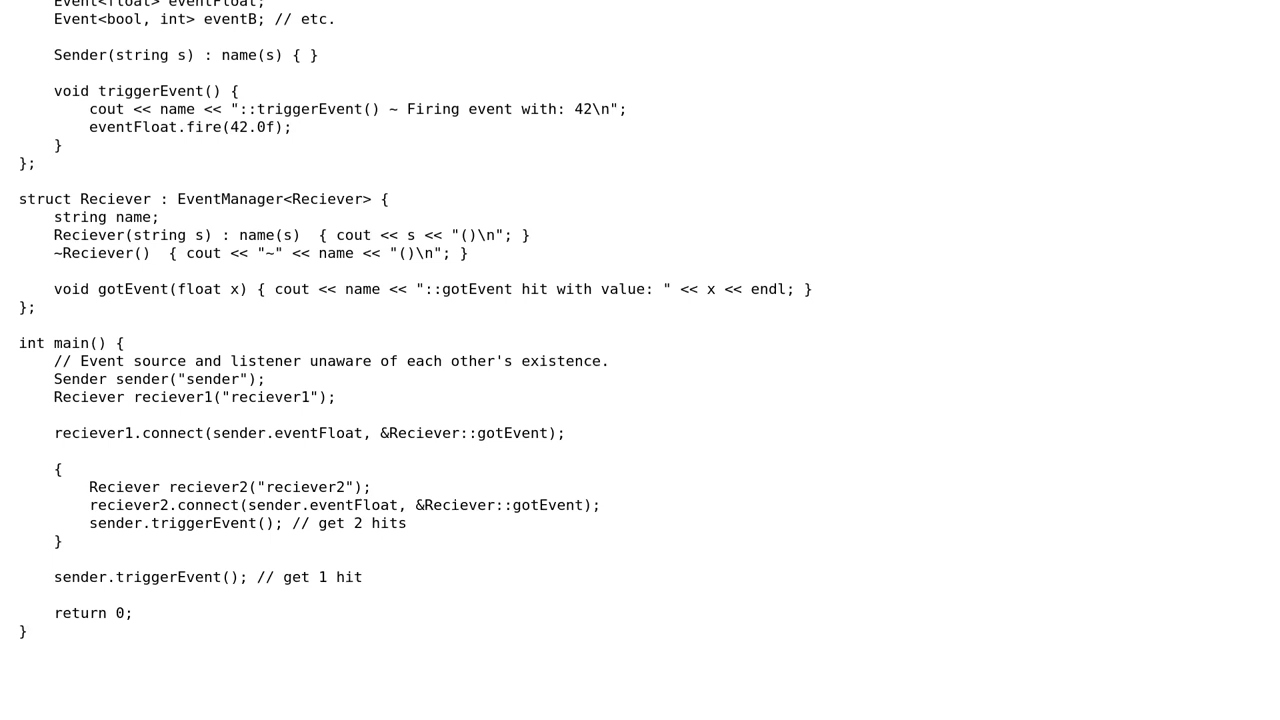 Event<float> eventFloat;
    Event<bool, int> eventB; // etc.

    Sender(string s) : name(s) { }

    void triggerEvent() {
        cout << name << "::triggerEvent() ~ Firing event with: 42\n";
        eventFloat.fire(42.0f);
    }
};

struct Reciever : EventManager<Reciever> {
    string name;
    Reciever(string s) : name(s)  { cout << s << "()\n"; }
    ~Reciever()  { cout << "~" << name << "()\n"; }

    void gotEvent(float x) { cout << name << "::gotEvent hit with value: " << x << endl; }
};

int main() {
    // Event source and listener unaware of each other's existence.
    Sender sender("sender");
    Reciever reciever1("reciever1");

    reciever1.connect(sender.eventFloat, &Reciever::gotEvent);

    {
        Reciever reciever2("reciever2");
        reciever2.connect(sender.eventFloat, &Reciever::gotEvent);
        sender.triggerEvent(); // get 2 hits
    }

    sender.triggerEvent(); // get 1 hit

    return 0;
}